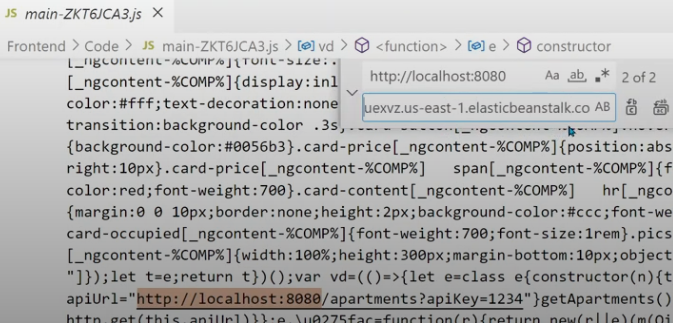 JS main-ZKT6JCA3.js ×
Frontend > Code > JS main-ZKT6JCA3.js > vd > <function> > e > constructor
[_ngcontent-%COMP%]{font-size:.
[_ngcontent-%COMP%]{display:inl
http://localhost:8080 Aa ab .* 2 of 2
color:#fff;text-decoration:none
uexvz.us-east-1.elasticbeanstalk.co AB
transition:background-color .3s}
{background-color:#0056b3}.card-price[_ngcontent-%COMP%]{position:abs
right:10px}.card-price[_ngcontent-%COMP%] span[_ngcontent-%COMP%]{f
color:red;font-weight:700}.card-content[_ngcontent-%COMP%] hr[_ngco
{margin:0 0 10px;border:none;height:2px;background-color:#ccc;font-we
card-occupied[_ngcontent-%COMP%]{font-weight:700;font-size:1rem}.pics
[_ngcontent-%COMP%]{width:100%;height:300px;margin-bottom:10px;object
"]});let t=e;return t})();var vd=(()=>{let e=class e{constructor(n){t
apiUrl="http://localhost:8080/apartments?apiKey=1234"}getApartments()
http.get(this.apiUrl)}};e.\u0275fac=function(r){return new(r||e)(m(Oi